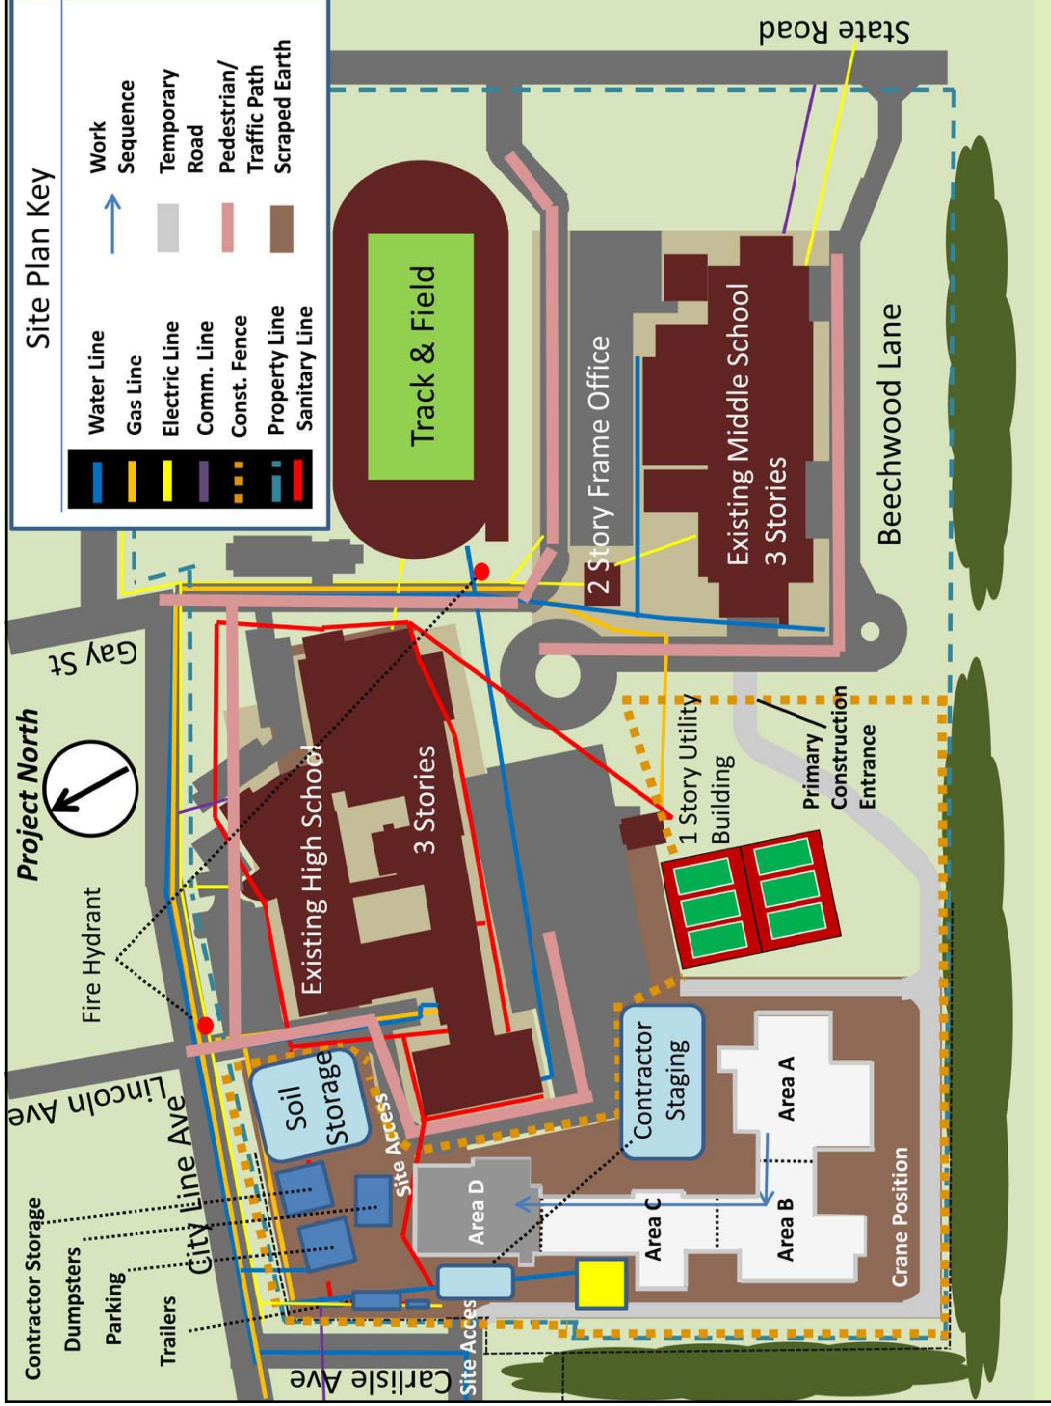 Site Plan Key
Water Line
Gas Line
Electric Line
Comm. Line
Const. Fence
Property Line
Sanitary Line
Work
Sequence
Temporary
Road
Pedestrian/
Traffic Path
Scraped Earth
State Road
Gay St
Project North
Track & Field
2 Story Frame Office
Existing Middle School
3 Stories
Beechwood Lane
Fire Hydrant
Existing High School
3 Stories
1 Story Utility
Building
Primary
Construction
Entrance
Lincoln Ave
City Line Ave
Soil
Storage
Site Access
Contractor
Staging
Contractor Storage
Dumpsters
Parking
Trailers
Area D
Area C
Area B
Area A
Crane Position
Site Acces
Carlisle Ave